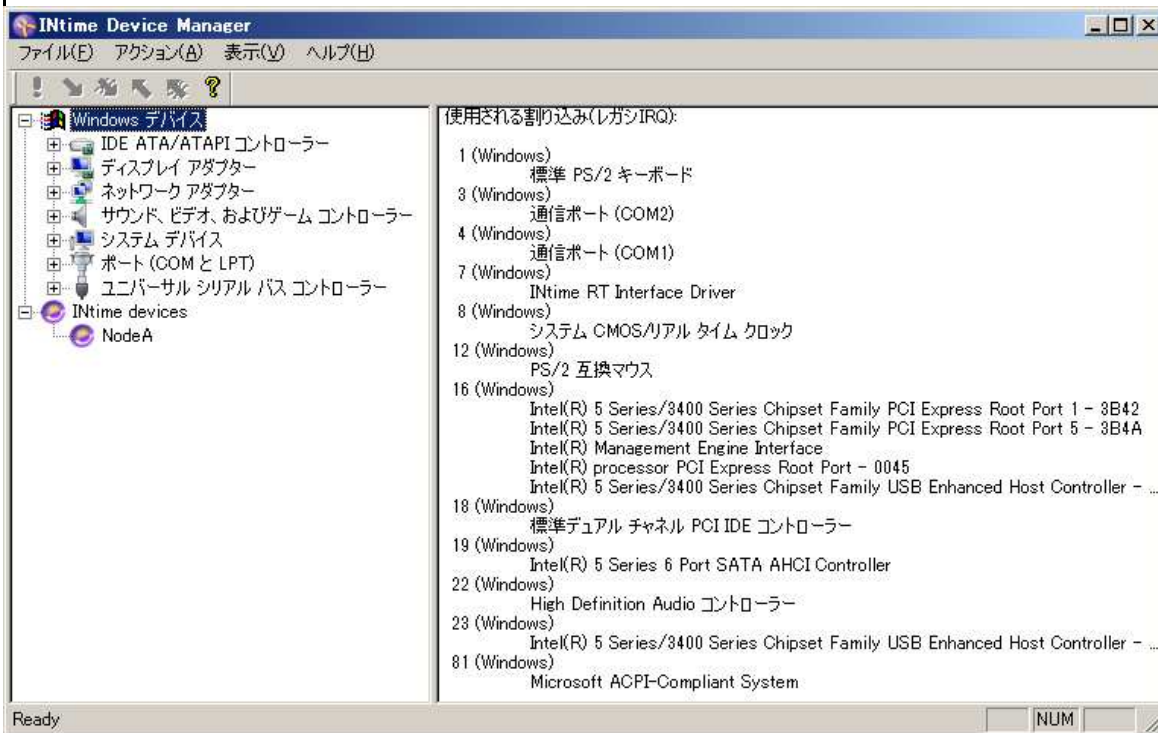 INtime Device Manager
ファイル(F) アクション(A) 表示(V) ヘルプ(H)
Windows デバイス
IDE ATA/ATAPI コントローラー
ディスプレイ アダプター
ネットワーク アダプター
サウンド、ビデオ、およびゲーム コントローラー
システム デバイス
ポート (COM と LPT)
ユニバーサル シリアル バス コントローラー
INtime devices
NodeA
使用される割り込み(レガシIRQ):
1 (Windows)
標準 PS/2 キーボード
3 (Windows)
通信ポート (COM2)
4 (Windows)
通信ポート (COM1)
7 (Windows)
INtime RT Interface Driver
8 (Windows)
システム CMOS/リアル タイム クロック
12 (Windows)
PS/2 互換マウス
16 (Windows)
Intel(R) 5 Series/3400 Series Chipset Family PCI Express Root Port 1 - 3B42
Intel(R) 5 Series/3400 Series Chipset Family PCI Express Root Port 5 - 3B4A
Intel(R) Management Engine Interface
Intel(R) processor PCI Express Root Port - 0045
Intel(R) 5 Series/3400 Series Chipset Family USB Enhanced Host Controller - ...
18 (Windows)
標準デュアル チャネル PCI IDE コントローラー
19 (Windows)
Intel(R) 5 Series 6 Port SATA AHCI Controller
22 (Windows)
High Definition Audio コントローラー
23 (Windows)
Intel(R) 5 Series/3400 Series Chipset Family USB Enhanced Host Controller - ...
81 (Windows)
Microsoft ACPI-Compliant System
Ready
NUM